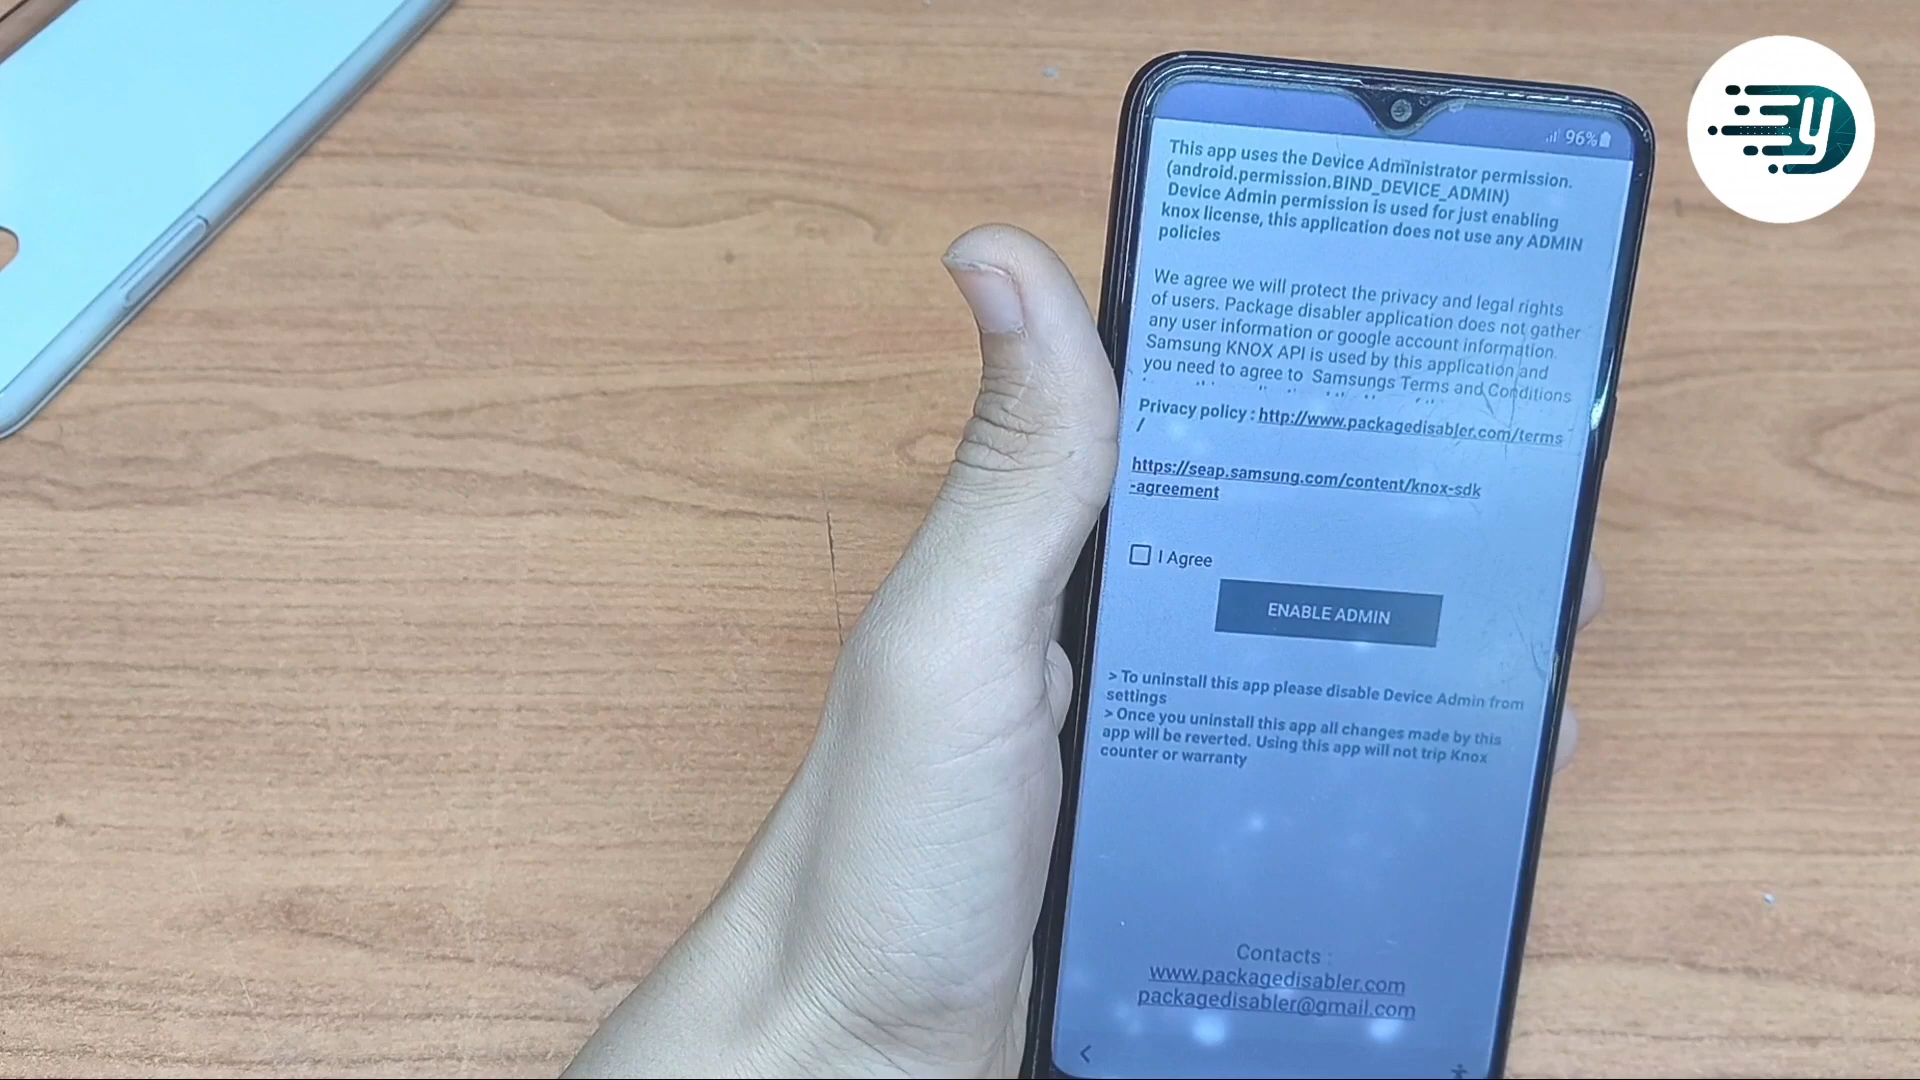 96%
This app uses the Device Administrator permission.
(android.permission.BIND_DEVICE_ADMIN)
Device Admin permission is used for just enabling
knox license, this application does not use any ADMIN
policies
We agree we will protect the privacy and legal rights
of users. Package disabler application does not gather
any user information or google account information.
Samsung KNOX API is used by this application and
you need to agree to Samsungs Terms and Conditions
Privacy policy : http://www.packagedisabler.com/terms
/
https://seap.samsung.com/content/knox-sdk
-agreement
I Agree
ENABLE ADMIN
> To uninstall this app please disable Device Admin from
settings
> Once you uninstall this app all changes made by this
app will be reverted. Using this app will not trip Knox
counter or warranty
Contacts :
www.packagedisabler.com
packagedisabler@gmail.com